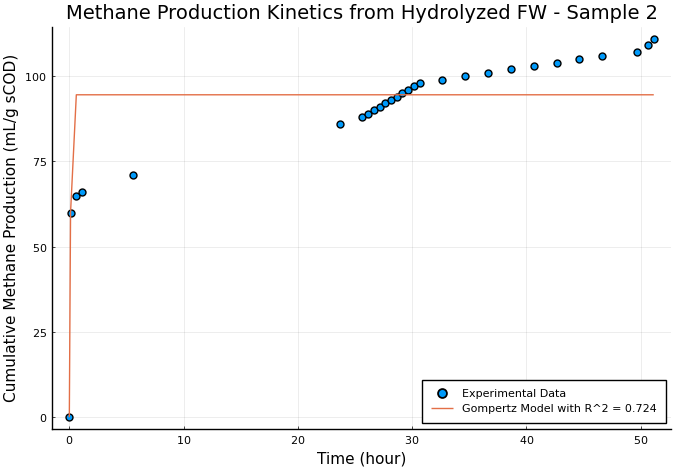 Methane Production Kinetics from Hydrolyzed FW - Sample 2
Cumulative Methane Production (mL/g sCOD)
100
75
50
25
0
0 10 20 30 40 50
Time (hour)
Experimental Data
Gompertz Model with R^2 = 0.724